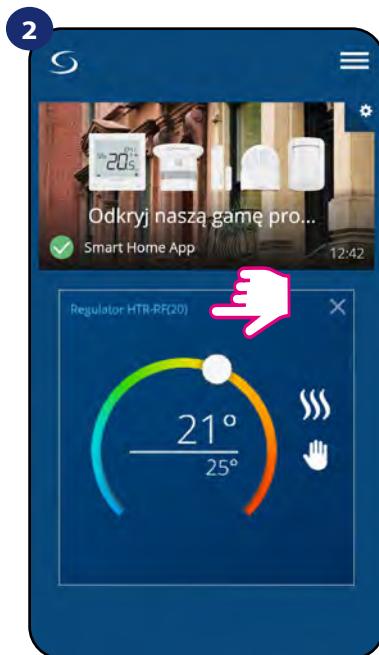 2
20.5
Odkryj naszą gamę pro...
Smart Home App
12:42
Regulator HTR-RF(20)
21°
25°